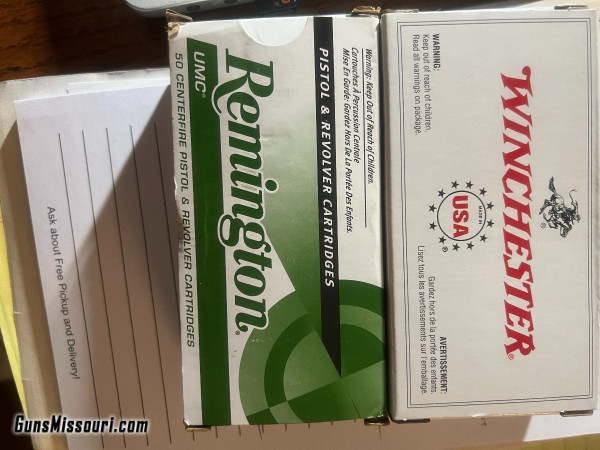 Remington®
UMC®
50 CENTERFIRE PISTOL & REVOLVER CARTRIDGES
PISTOL & REVOLVER CARTRIDGES
Warning: Keep Out of Reach of Children.
Cartouches À Percussion Centrale
Mise En Garde: Gardez Hors De La Portée Des Enfants.
WINCHESTER®
WARNING:
Keep out of reach of children.
Read all warnings on package.
MADE IN
USA
AVERTISSEMENT:
Gardez hors de la portée des enfants.
Lisez tous les avertissements sur l'emballage.
Ask about Free Pickup and Delivery!
GunsMissouri.com